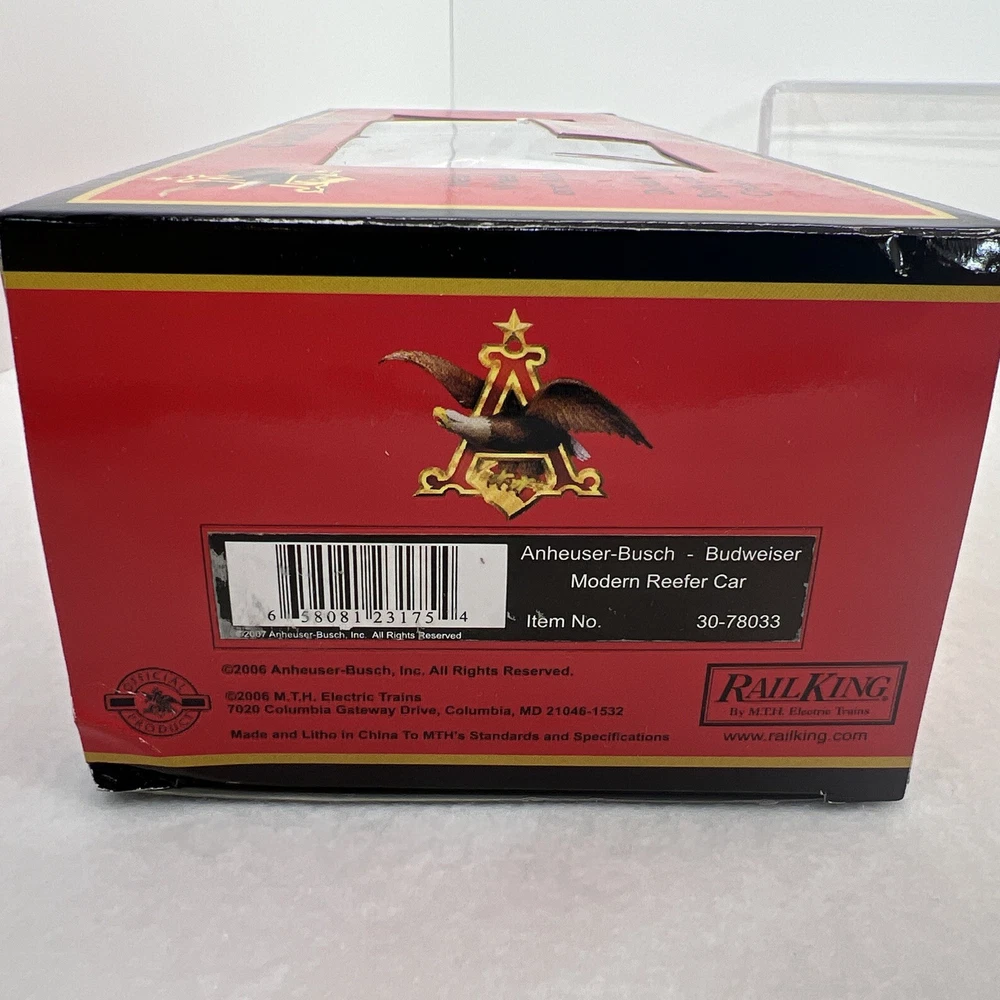 Anheuser-Busch - Budweiser
Modern Reefer Car
Item No. 30-78033
6 58081 23175 4
©2007 Anheuser-Busch, Inc. All Rights Reserved
©2006 Anheuser-Busch, Inc. All Rights Reserved.
©2006 M.T.H. Electric Trains
7020 Columbia Gateway Drive, Columbia, MD 21046-1532
Made and Litho in China To MTH's Standards and Specifications
OFFICIAL
PRODUCT
RAILKING®
By M.T.H. Electric Trains
www.railking.com